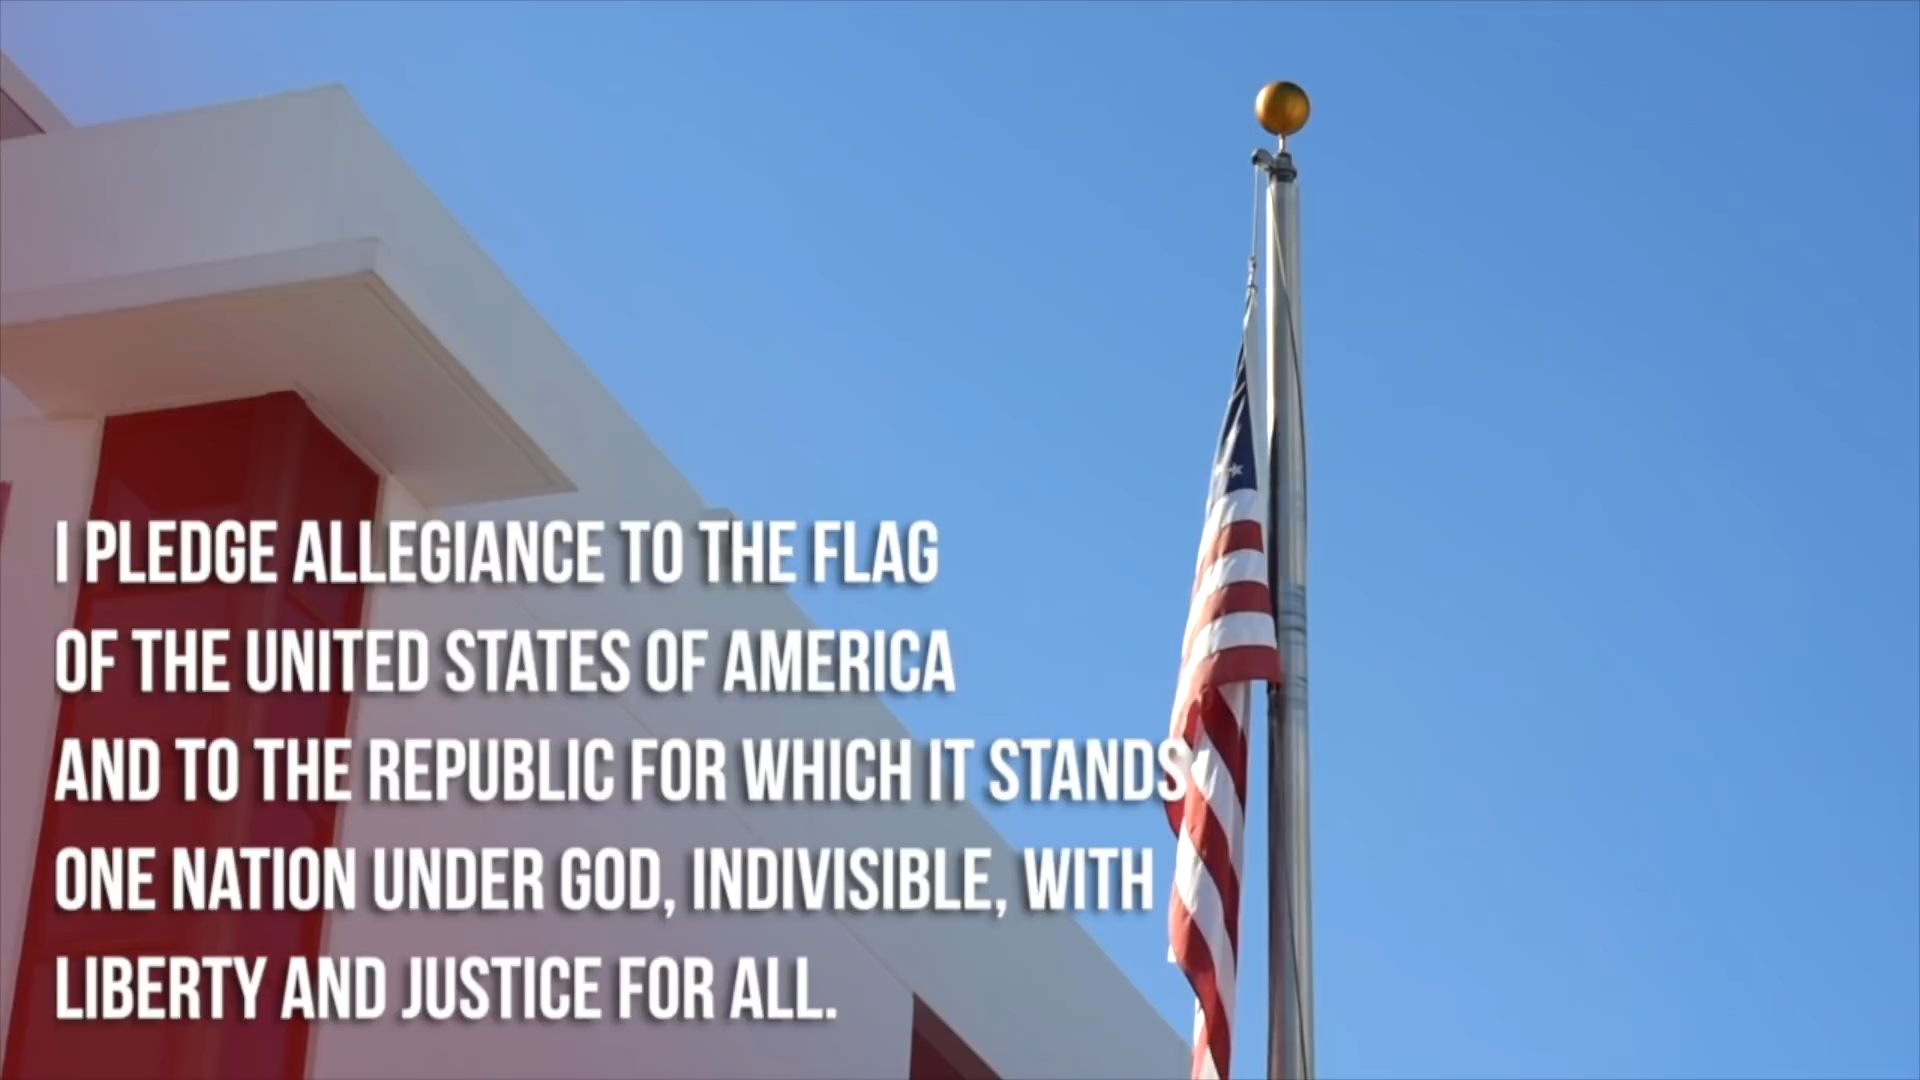 I PLEDGE ALLEGIANCE TO THE FLAG
OF THE UNITED STATES OF AMERICA
AND TO THE REPUBLIC FOR WHICH IT STANDS
ONE NATION UNDER GOD, INDIVISIBLE, WITH
LIBERTY AND JUSTICE FOR ALL.